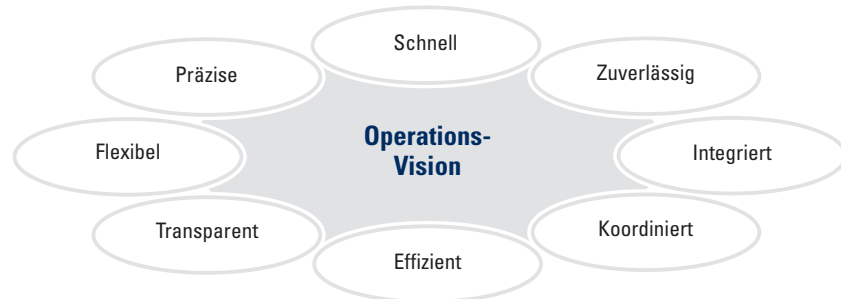 Schnell
Präzise
Zuverlässig
Operations-
Vision
Flexibel
Integriert
Transparent
Koordiniert
Effizient